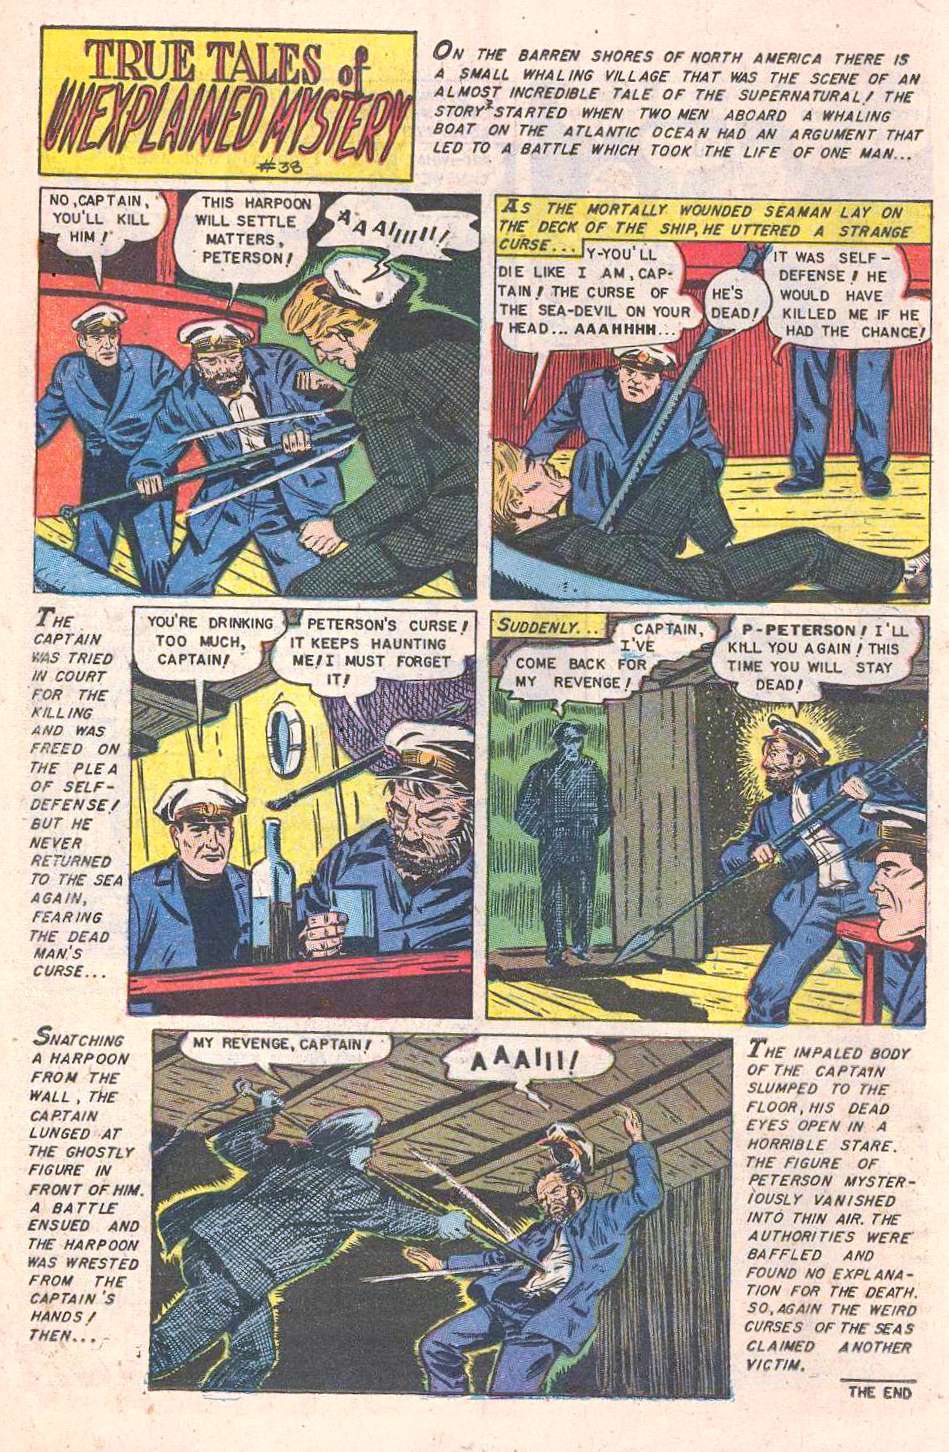 TRUE TALES of
UNEXPLAINED MYSTERY
#38
ON THE BARREN SHORES OF NORTH AMERICA THERE IS
A SMALL WHALING VILLAGE THAT WAS THE SCENE OF AN
ALMOST INCREDIBLE TALE OF THE SUPERNATURAL! THE
STORY STARTED WHEN TWO MEN ABOARD A WHALING
BOAT ON THE ATLANTIC OCEAN HAD AN ARGUMENT THAT
LED TO A BATTLE WHICH TOOK THE LIFE OF ONE MAN...
NO, CAPTAIN,
YOU'LL KILL
HIM!
THIS HARPOON
WILL SETTLE
MATTERS,
PETERSON!
AAAAIIIIII!
AS THE MORTALLY WOUNDED SEAMAN LAY ON
THE DECK OF THE SHIP, HE UTTERED A STRANGE
CURSE...
Y-YOU'LL
DIE LIKE I AM, CAP-
TAIN! THE CURSE OF
THE SEA-DEVIL ON YOUR
HEAD... AAAHHHH...
HE'S
DEAD!
IT WAS SELF-
DEFENSE! HE
WOULD HAVE
KILLED ME IF HE
HAD THE CHANCE!
THE
CAPTAIN
WAS TRIED
IN COURT
FOR THE
KILLING
AND WAS
FREED ON
THE PLEA
OF SELF-
DEFENSE!
BUT HE
NEVER
RETURNED
TO THE SEA
AGAIN,
FEARING
THE DEAD
MAN'S
CURSE...
YOU'RE DRINKING
TOO MUCH,
CAPTAIN!
PETERSON'S CURSE!
IT KEEPS HAUNTING
ME! I MUST FORGET
IT!
SUDDENLY...
CAPTAIN,
I'VE
COME BACK FOR
MY REVENGE!
P-PETERSON! I'LL
KILL YOU AGAIN! THIS
TIME YOU WILL STAY
DEAD!
SNATCHING
A HARPOON
FROM THE
WALL, THE
CAPTAIN
LUNGED AT
THE GHOSTLY
FIGURE IN
FRONT OF HIM.
A BATTLE
ENSUED AND
THE HARPOON
WAS WRESTED
FROM THE
CAPTAIN'S
HANDS!
THEN...
MY REVENGE, CAPTAIN!
AAAIII!
THE IMPALED BODY
OF THE CAPTAIN
SLUMPED TO THE
FLOOR, HIS DEAD
EYES OPEN IN A
HORRIBLE STARE.
THE FIGURE OF
PETERSON MYSTER-
IOUSLY VANISHED
INTO THIN AIR. THE
AUTHORITIES WERE
BAFFLED AND
FOUND NO EXPLANA-
TION FOR THE DEATH.
SO, AGAIN THE WEIRD
CURSES OF THE SEAS
CLAIMED ANOTHER
VICTIM.
THE END